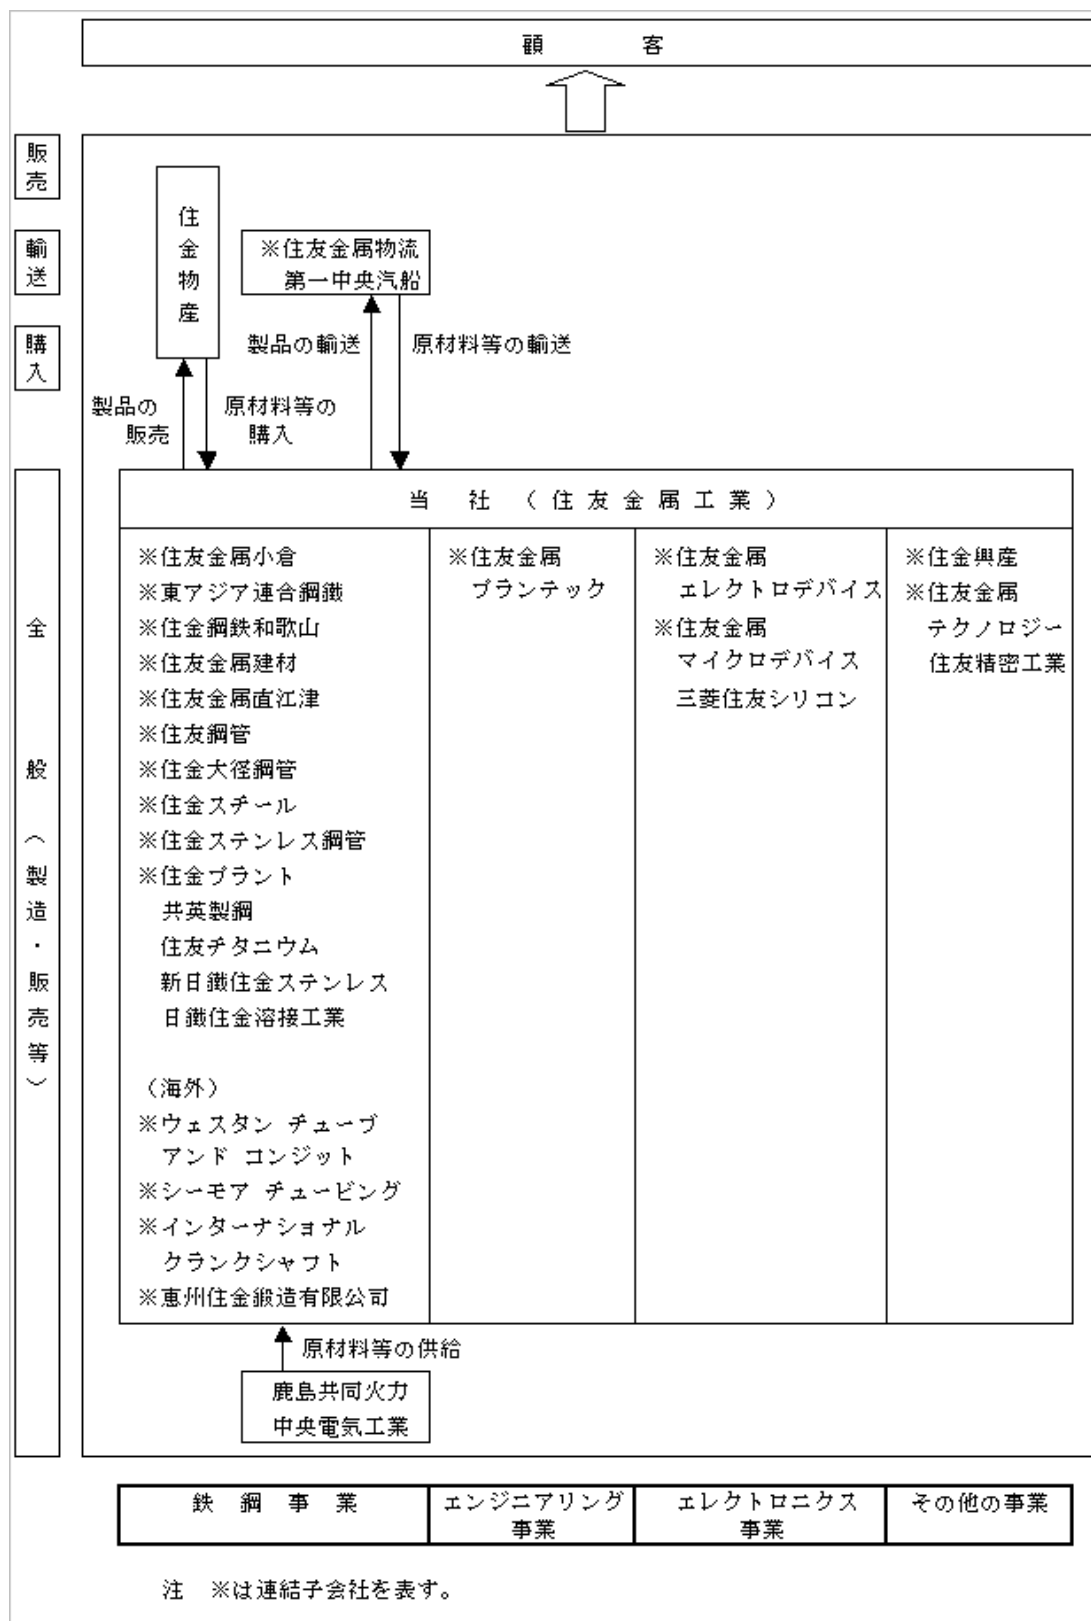 顧客
販売
輸送
購入
住金物産
※住友金属物流
第一中央汽船
製品の輸送
原材料等の輸送
製品の
販売
原材料等の
購入
全般（製造・販売等）
当社（住友金属工業）
※住友金属小倉
※東アジア連合鋼鐵
※住金鋼鉄和歌山
※住友金属建材
※住友金属直江津
※住友鋼管
※住金大径鋼管
※住金スチール
※住金ステンレス鋼管
※住金プラント
共英製鋼
住友チタニウム
新日鐵住金ステンレス
日鐵住金溶接工業
（海外）
※ウェスタン チューブ
アンド コンジット
※シーモア チュービング
※インターナショナル
クランクシャフト
※恵州住金鍛造有限公司
※住友金属
プランテック
※住友金属
エレクトロデバイス
※住友金属
マイクロデバイス
三菱住友シリコン
※住金興産
※住友金属
テクノロジー
住友精密工業
原材料等の供給
鹿島共同火力
中央電気工業
鉄鋼事業
エンジニアリング
事業
エレクトロニクス
事業
その他の事業
注 ※は連結子会社を表す。